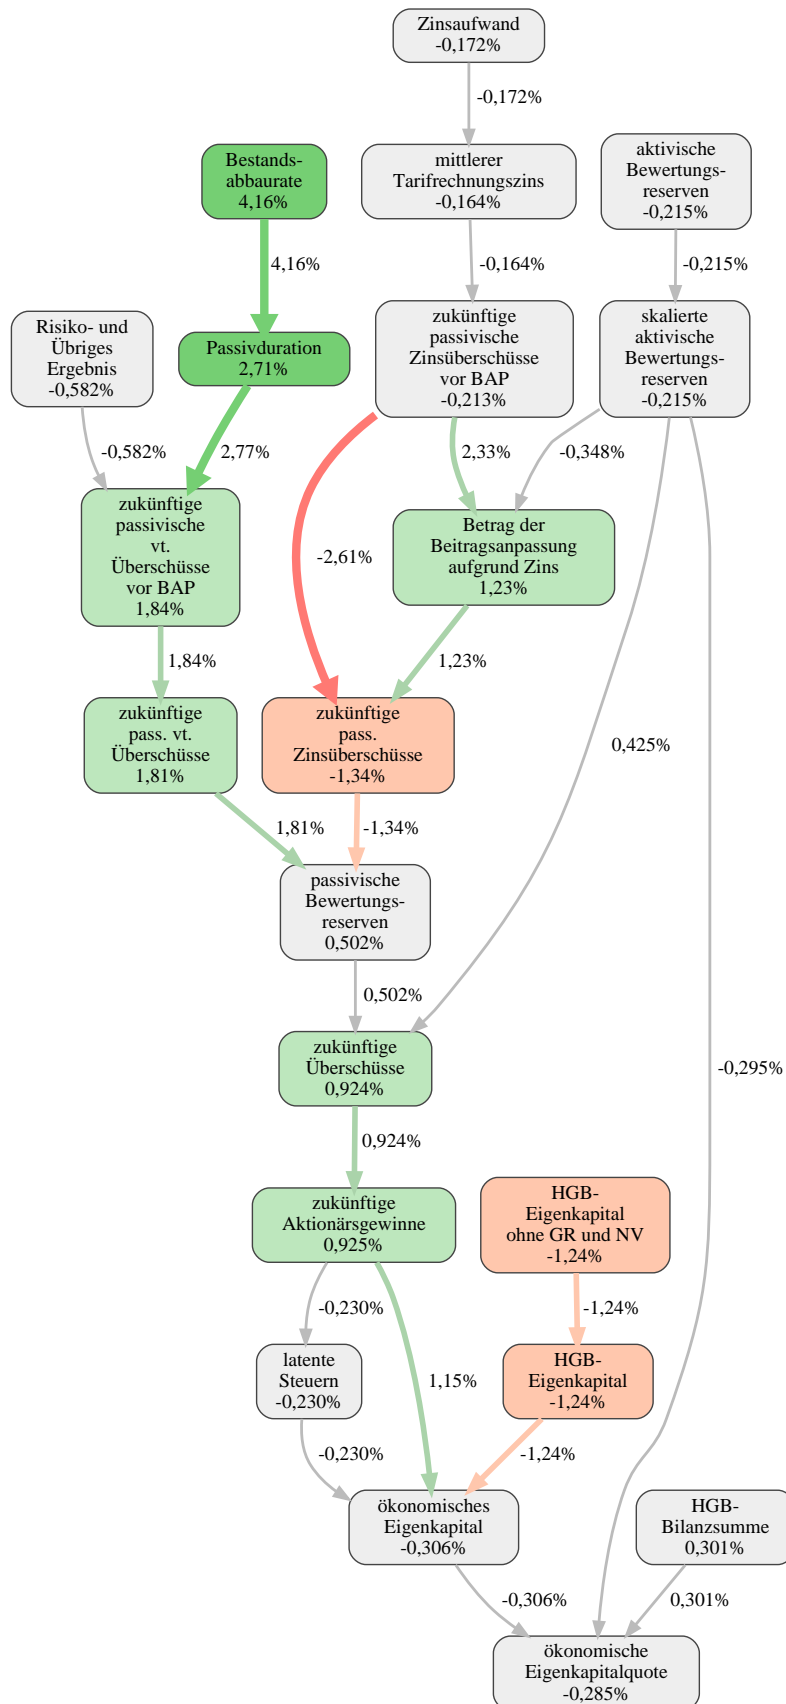 Zinsaufwand
-0,172%
-0,172%
Bestands-
abbaurate
4,16%
mittlerer
Tarifrechnungszins
-0,164%
aktivische
Bewertungs-
reserven
-0,215%
4,16%
-0,164%
-0,215%
Risiko- und
Übriges
Ergebnis
-0,582%
Passivduration
2,71%
zukünftige
passivische
Zinsüberschüsse
vor BAP
-0,213%
skalierte
aktivische
Bewertungs-
reserven
-0,215%
-0,582%
2,77%
2,33%
-0,348%
zukünftige
passivische
vt.
Überschüsse
vor BAP
1,84%
-2,61%
Betrag der
Beitragsanpassung
aufgrund Zins
1,23%
1,84%
1,23%
zukünftige
pass. vt.
Überschüsse
1,81%
zukünftige
pass.
Zinsüberschüsse
-1,34%
0,425%
1,81%
-1,34%
passivische
Bewertungs-
reserven
0,502%
0,502%
zukünftige
Überschüsse
0,924%
-0,295%
0,924%
zukünftige
Aktionärsgewinne
0,925%
HGB-
Eigenkapital
ohne GR und NV
-1,24%
-0,230%
-1,24%
latente
Steuern
-0,230%
1,15%
HGB-
Eigenkapital
-1,24%
-0,230%
-1,24%
ökonomisches
Eigenkapital
-0,306%
HGB-
Bilanzsumme
0,301%
-0,306%
0,301%
ökonomische
Eigenkapitalquote
-0,285%